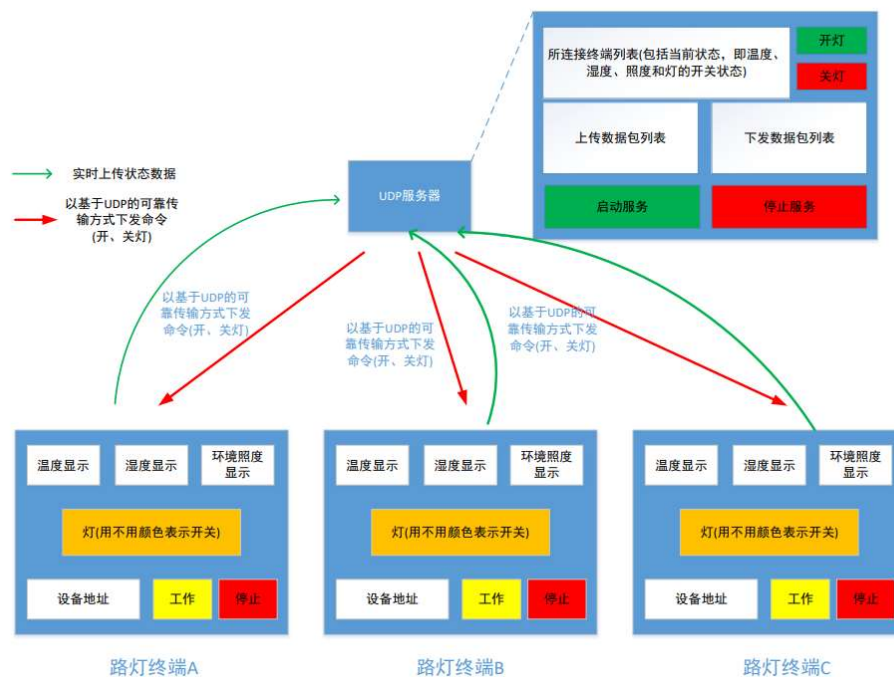 所连接终端列表(包括当前状态，即温度、
湿度、照度和灯的开关状态)
开灯
关灯
上传数据包列表
下发数据包列表
启动服务
停止服务
实时上传状态数据
以基于UDP的可靠传
输方式下发命令
(开、关灯)
UDP服务器
以基于UDP的可
靠传输方式下发
命令(开、关灯)
以基于UDP的可
靠传输方式下发
命令(开、关灯)
以基于UDP的可
靠传输方式下发
命令(开、关灯)
温度显示
湿度显示
环境照度
显示
灯(用不用颜色表示开关)
设备地址
工作
停止
路灯终端A
温度显示
湿度显示
环境照度
显示
灯(用不用颜色表示开关)
设备地址
工作
停止
路灯终端B
温度显示
湿度显示
环境照度
显示
灯(用不用颜色表示开关)
设备地址
工作
停止
路灯终端C